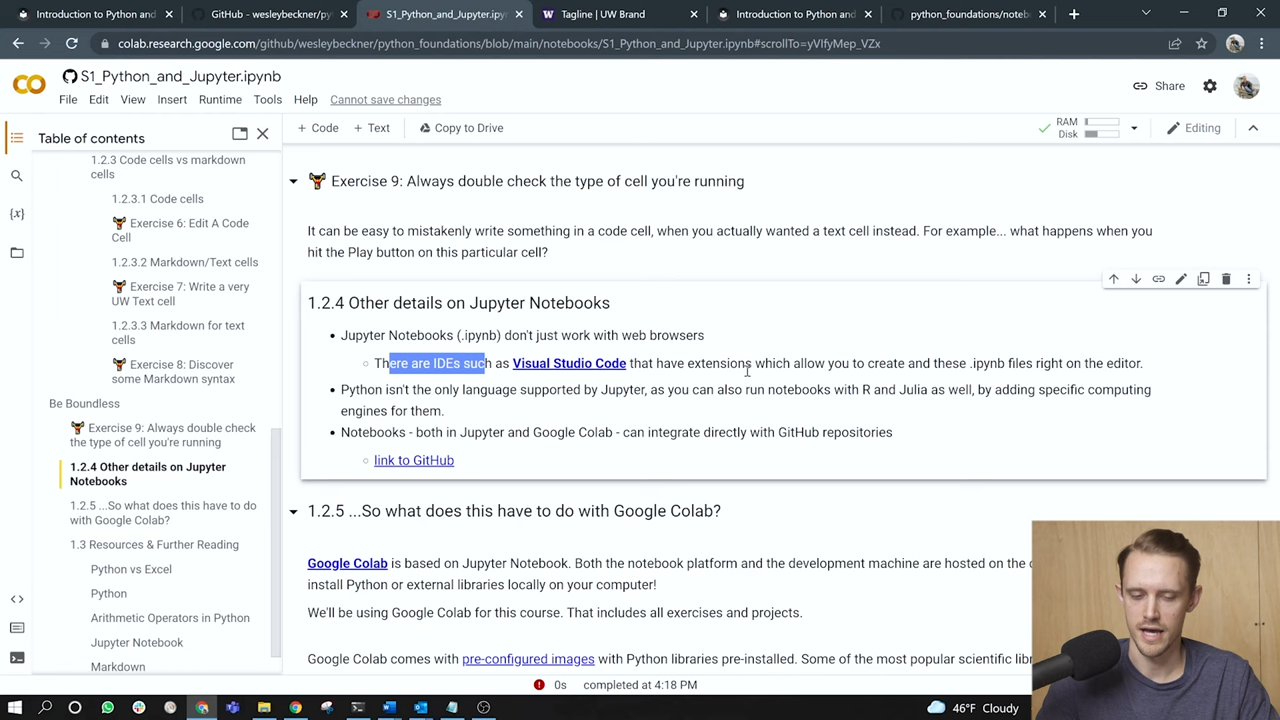 Introduction to Python and
GitHub - wesleybeckner/py
S1_Python_and_Jupyter.ipyn
Tagline | UW Brand
Introduction to Python and
python_foundations/noteb
colab.research.google.com/github/wesleybeckner/python_foundations/blob/main/notebooks/S1_Python_and_Jupyter.ipynb#scrollTo=yVIfyMep_VZx
S1_Python_and_Jupyter.ipynb
File Edit View Insert Runtime Tools Help Cannot save changes
Share
+ Code + Text Copy to Drive
RAM
Disk
Editing
Table of contents
1.2.3 Code cells vs markdown
cells
1.2.3.1 Code cells
Exercise 6: Edit A Code
Cell
1.2.3.2 Markdown/Text cells
Exercise 7: Write a very
UW Text cell
1.2.3.3 Markdown for text
cells
Exercise 8: Discover
some Markdown syntax
Be Boundless
Exercise 9: Always double check
the type of cell you're running
1.2.4 Other details on Jupyter
Notebooks
1.2.5 ...So what does this have to do
with Google Colab?
1.3 Resources & Further Reading
Python vs Excel
Python
Arithmetic Operators in Python
Jupyter Notebook
Markdown
Exercise 9: Always double check the type of cell you're running
It can be easy to mistakenly write something in a code cell, when you actually wanted a text cell instead. For example... what happens when you
hit the Play button on this particular cell?
1.2.4 Other details on Jupyter Notebooks
• Jupyter Notebooks (.ipynb) don't just work with web browsers
◦ There are IDEs such as Visual Studio Code that have extensions which allow you to create and these .ipynb files right on the editor.
• Python isn't the only language supported by Jupyter, as you can also run notebooks with R and Julia as well, by adding specific computing
engines for them.
• Notebooks - both in Jupyter and Google Colab - can integrate directly with GitHub repositories
◦ link to GitHub
1.2.5 ...So what does this have to do with Google Colab?
Google Colab is based on Jupyter Notebook. Both the notebook platform and the development machine are hosted on the
install Python or external libraries locally on your computer!
We'll be using Google Colab for this course. That includes all exercises and projects.
Google Colab comes with pre-configured images with Python libraries pre-installed. Some of the most popular scientific
0s completed at 4:18 PM
46°F Cloudy